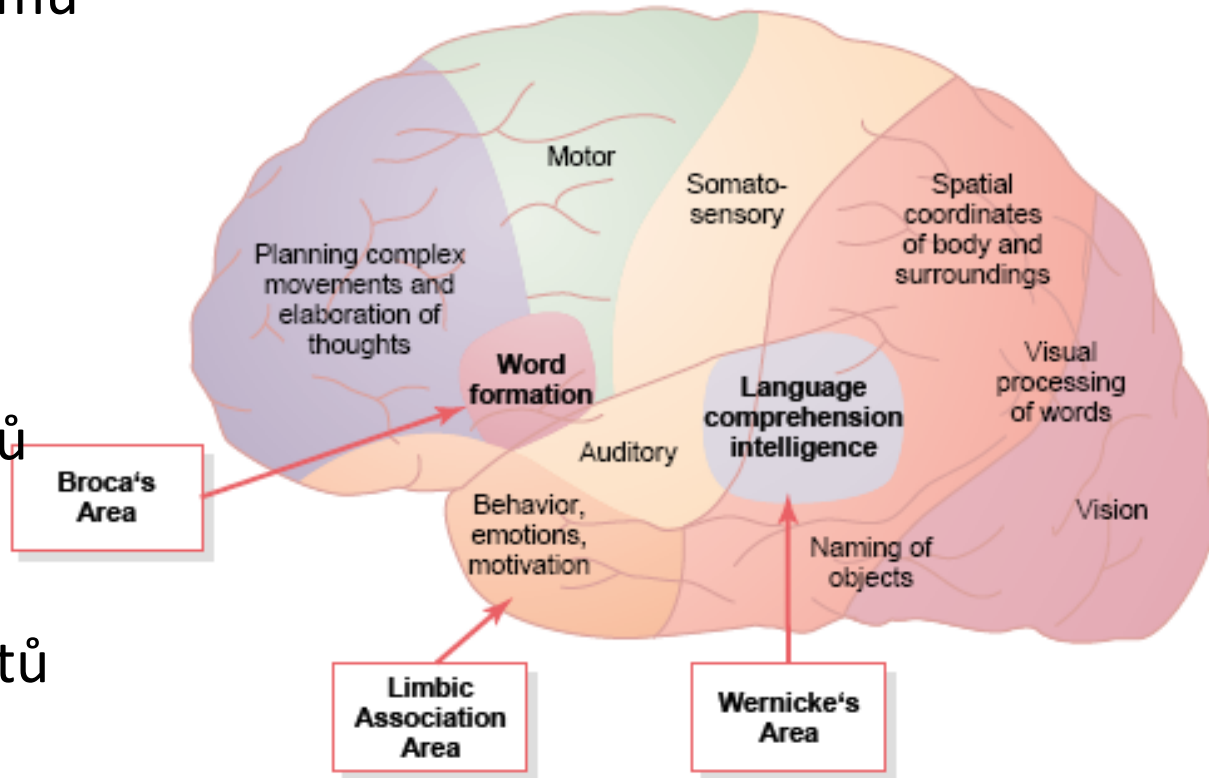 omu
Motor
Somato-
sensory
Spatial
coordinates
of body and
surroundings
Planning complex
movements and
elaboration of
thoughts
Word
formation
Visual
processing
of words
Language
comprehension
intelligence
Auditory
ů
Broca‘s
Area
Behavior,
emotions,
motivation
Vision
Naming of
objects
tů
Limbic
Association
Area
Wernicke‘s
Area